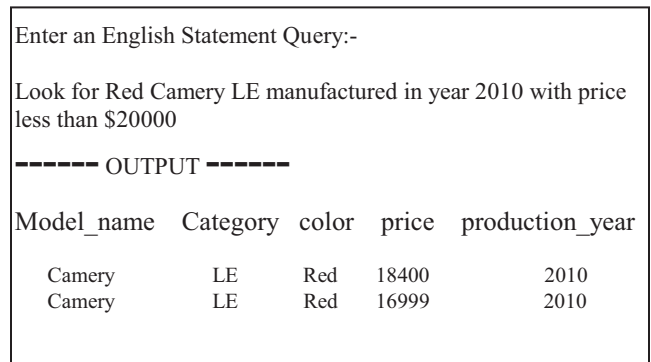 Enter an English Statement Query:-
Look for Red Camery LE manufactured in year 2010 with price
less than $20000
------ OUTPUT ------
Model_name Category color price production_year
Camery LE Red 18400 2010
Camery LE Red 16999 2010